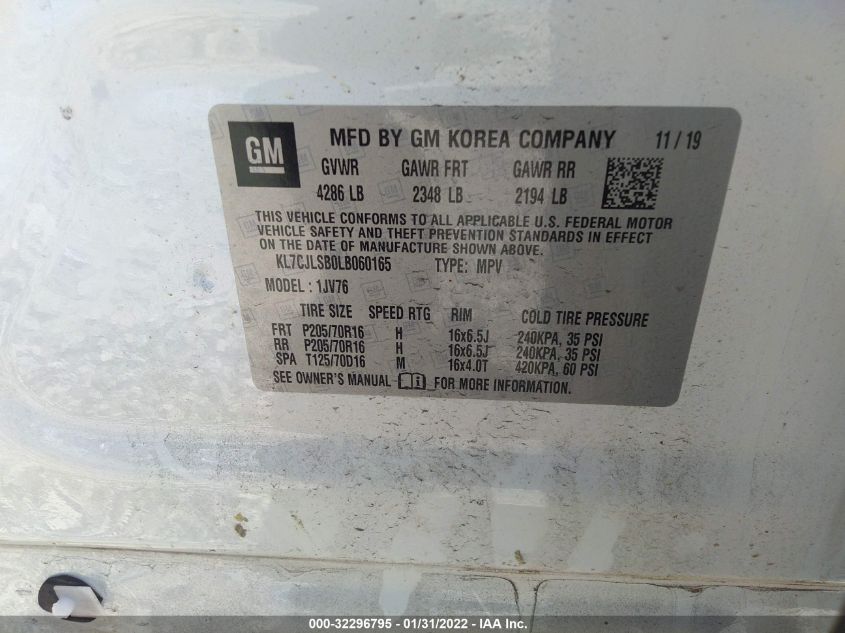 GM MFD BY GM KOREA COMPANY 11 / 19
GVWR GAWR FRT GAWR RR
4286 LB 2348 LB 2194 LB
THIS VEHICLE CONFORMS TO ALL APPLICABLE U.S. FEDERAL MOTOR
VEHICLE SAFETY AND THEFT PREVENTION STANDARDS IN EFFECT
ON THE DATE OF MANUFACTURE SHOWN ABOVE.
KL7CJLSB0LB060165 TYPE: MPV
MODEL : 1JV76
TIRE SIZE SPEED RTG RIM COLD TIRE PRESSURE
FRT P205/70R16 H 16x6.5J 240KPA, 35 PSI
RR P205/70R16 H 16x6.5J 240KPA, 35 PSI
SPA T125/70D16 M 16x4.0T 420KPA, 60 PSI
SEE OWNER'S MANUAL FOR MORE INFORMATION.
000-32296795 - 01/31/2022 - IAA Inc.